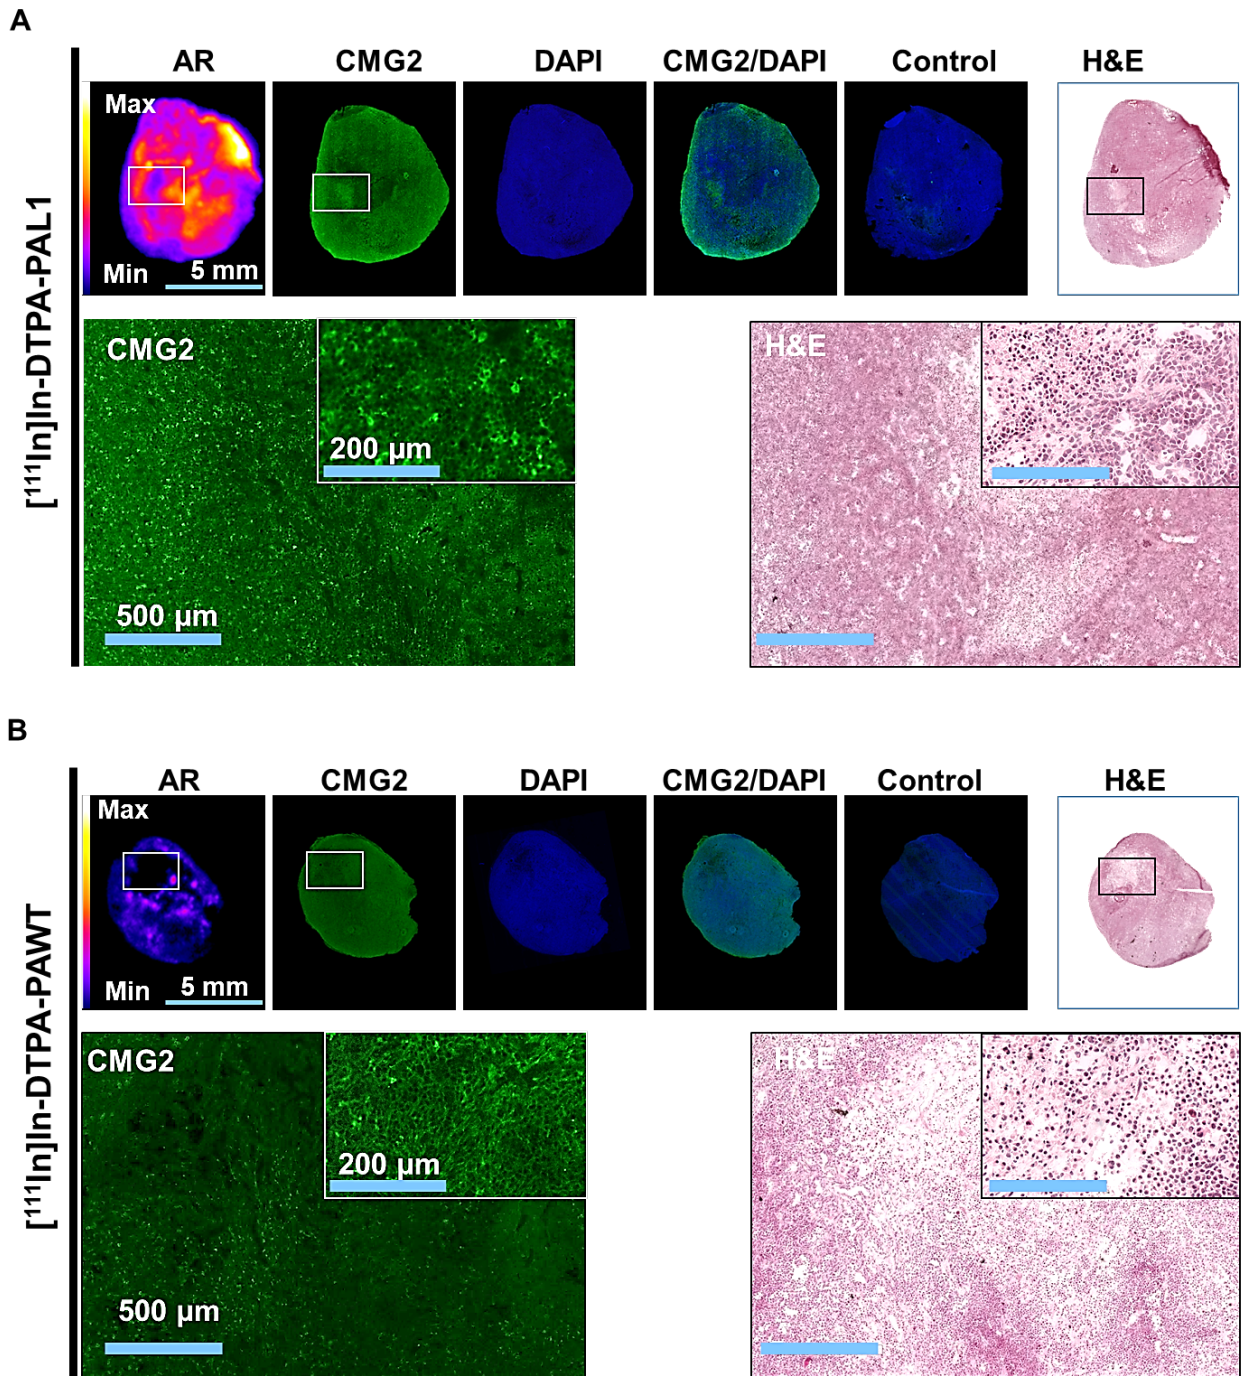 A
AR CMG2 DAPI CMG2/DAPI Control H&E
[¹¹¹In]In-DTPA-PAL1
Max
Min 5 mm
CMG2
200 µm
500 µm
H&E
B
AR CMG2 DAPI CMG2/DAPI Control H&E
[¹¹¹In]In-DTPA-PAWT
Max
Min 5 mm
CMG2
200 µm
500 µm
H&E